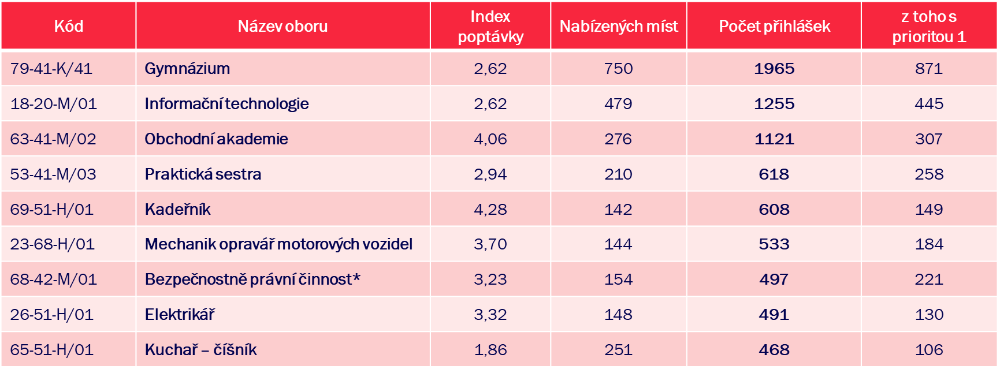 Kód Název oboru Index poptávky Nabízených míst Počet přihlášek z toho s prioritou 1
79-41-K/41 Gymnázium 2,62 750 1965 871
18-20-M/01 Informační technologie 2,62 479 1255 445
63-41-M/02 Obchodní akademie 4,06 276 1121 307
53-41-M/03 Praktická sestra 2,94 210 618 258
69-51-H/01 Kadeřník 4,28 142 608 149
23-68-H/01 Mechanik opravář motorových vozidel 3,70 144 533 184
68-42-M/01 Bezpečnostně právní činnost* 3,23 154 497 221
26-51-H/01 Elektrikář 3,32 148 491 130
65-51-H/01 Kuchař – číšník 1,86 251 468 106